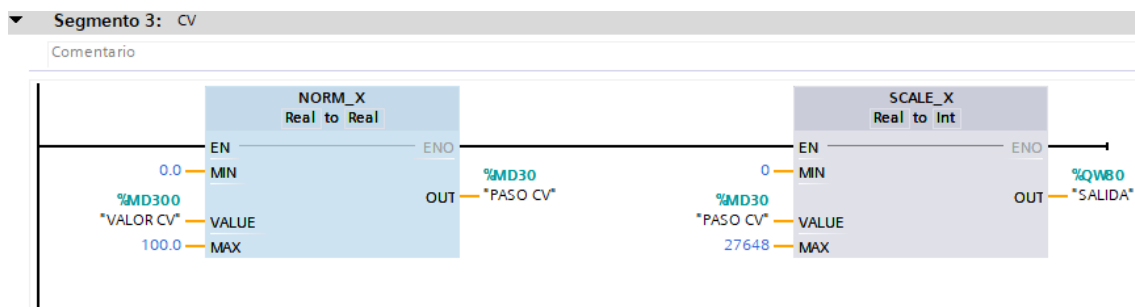 Segmento 3: CV
Comentario
NORM_X
Real to Real
EN
ENO
0.0
MIN
%MD300
"VALOR CV"
VALUE
100.0
MAX
OUT
%MD30
"PASO CV"
SCALE_X
Real to Int
EN
ENO
0
MIN
%MD30
"PASO CV"
VALUE
27648
MAX
OUT
%QW80
"SALIDA"